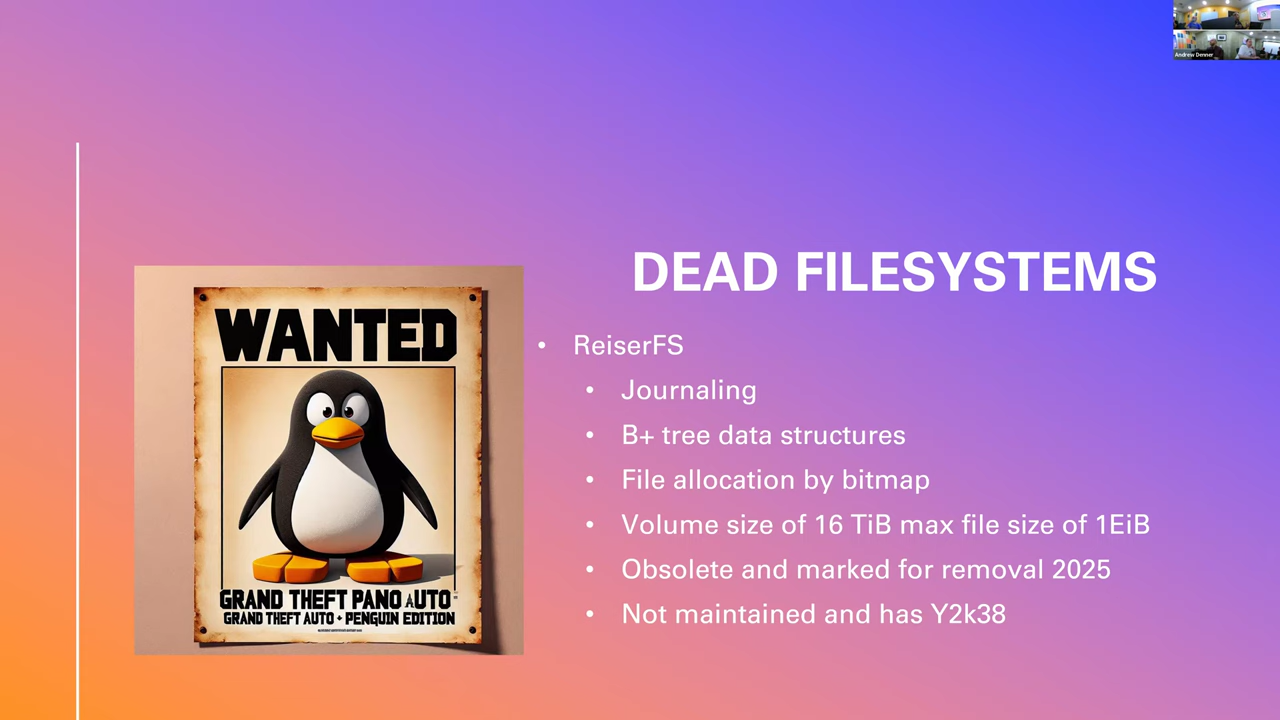 Andrew Denner
DEAD FILESYSTEMS
WANTED
GRAND THEFT PANO AUTO
GRAND THEFT AUTO • PENGUIN EDITION
• ReiserFS
• Journaling
• B+ tree data structures
• File allocation by bitmap
• Volume size of 16 TiB max file size of 1EiB
• Obsolete and marked for removal 2025
• Not maintained and has Y2k38